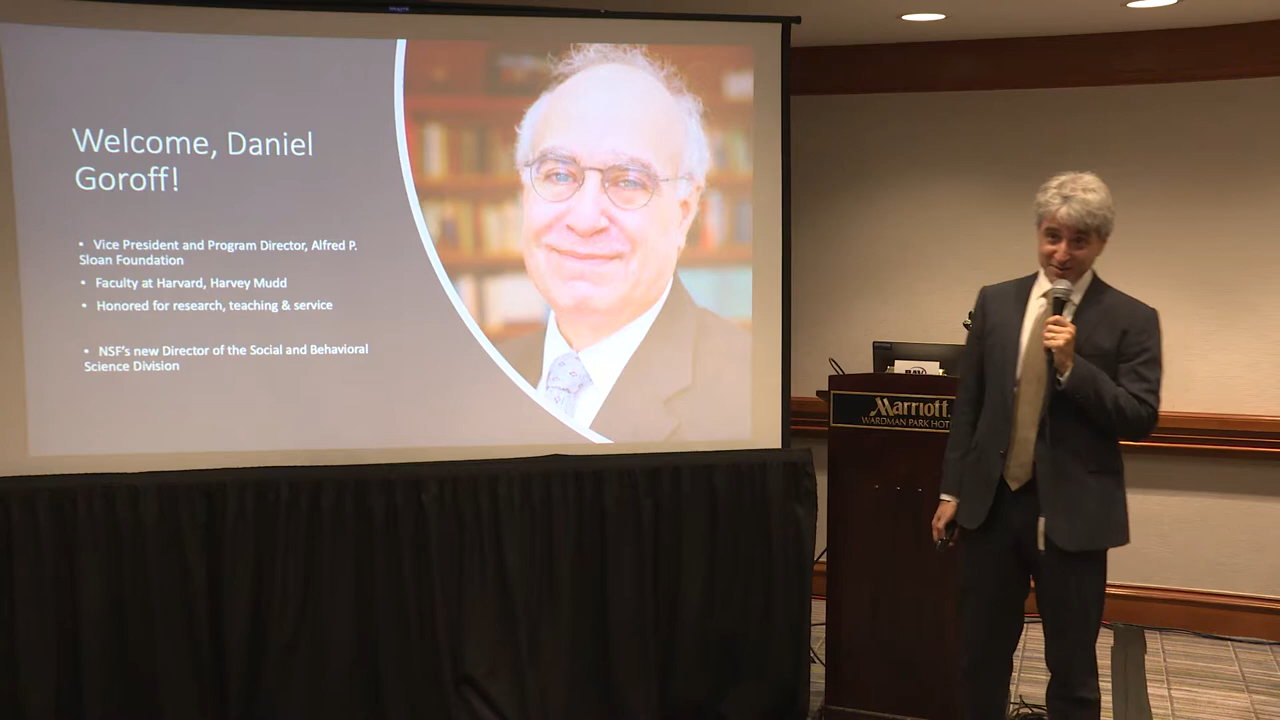 Welcome, Daniel
Goroff!
• Vice President and Program Director, Alfred P.
Sloan Foundation
• Faculty at Harvard, Harvey Mudd
• Honored for research, teaching & service
• NSF's new Director of the Social and Behavioral
Science Division
Marriott
WARDMAN PARK HOT